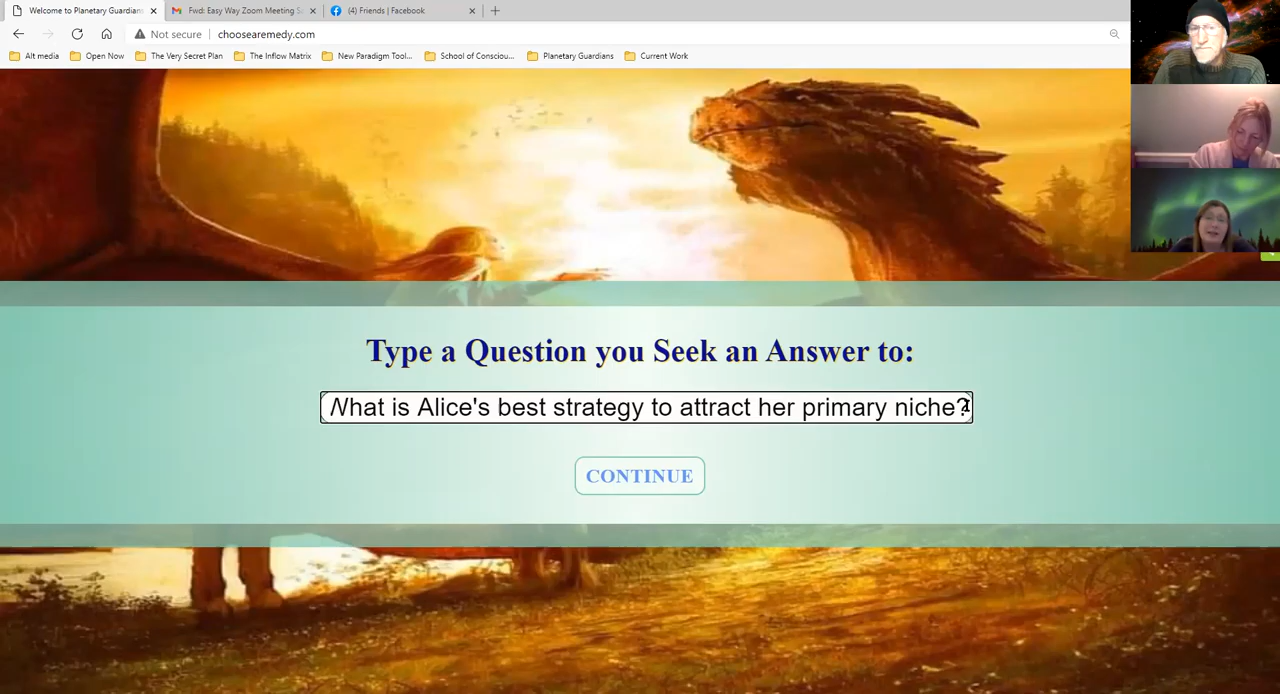 Welcome to Planetary Guardian
Fwd: Easy Way Zoom Meeting S
(4) Friends | Facebook
Not secure
choosearemedy.com
Alt media
Open Now
The Very Secret Plan
The Inflow Matrix
New Paradigm Tool...
School of Consciou...
Planetary Guardians
Current Work
Type a Question you Seek an Answer to:
What is Alice's best strategy to attract her primary niche?
CONTINUE